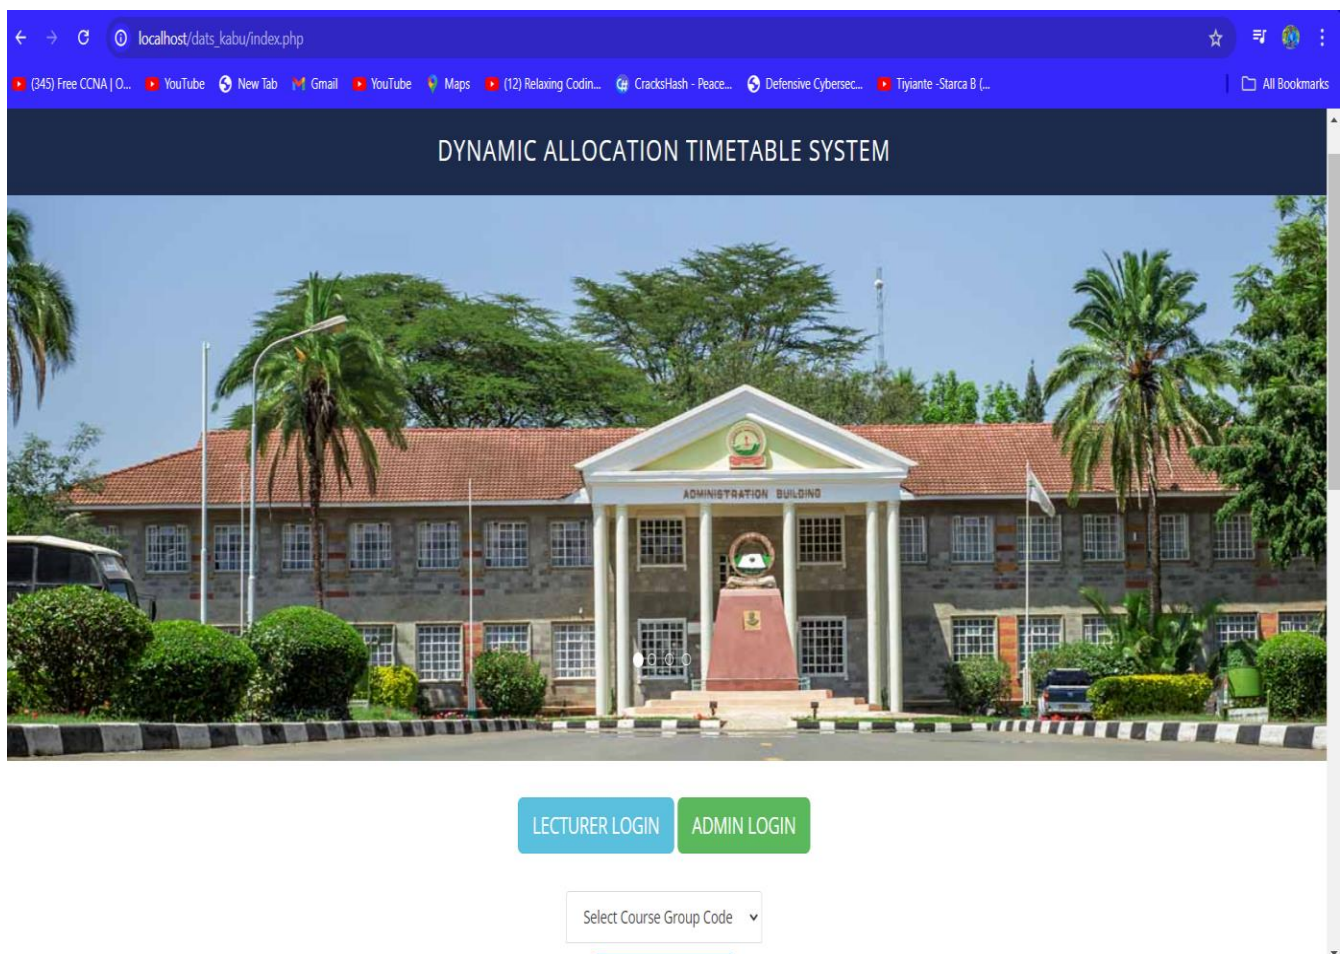 localhost/dats_kabu/index.php
(345) Free CCNA | O... YouTube New Tab Gmail YouTube Maps (12) Relaxing Codin... CracksHash - Peace... Defensive Cybersec... Tiyiante -Starca B (... All Bookmarks
DYNAMIC ALLOCATION TIMETABLE SYSTEM
ADMINISTRATION BUILDING
LECTURER LOGIN ADMIN LOGIN
Select Course Group Code